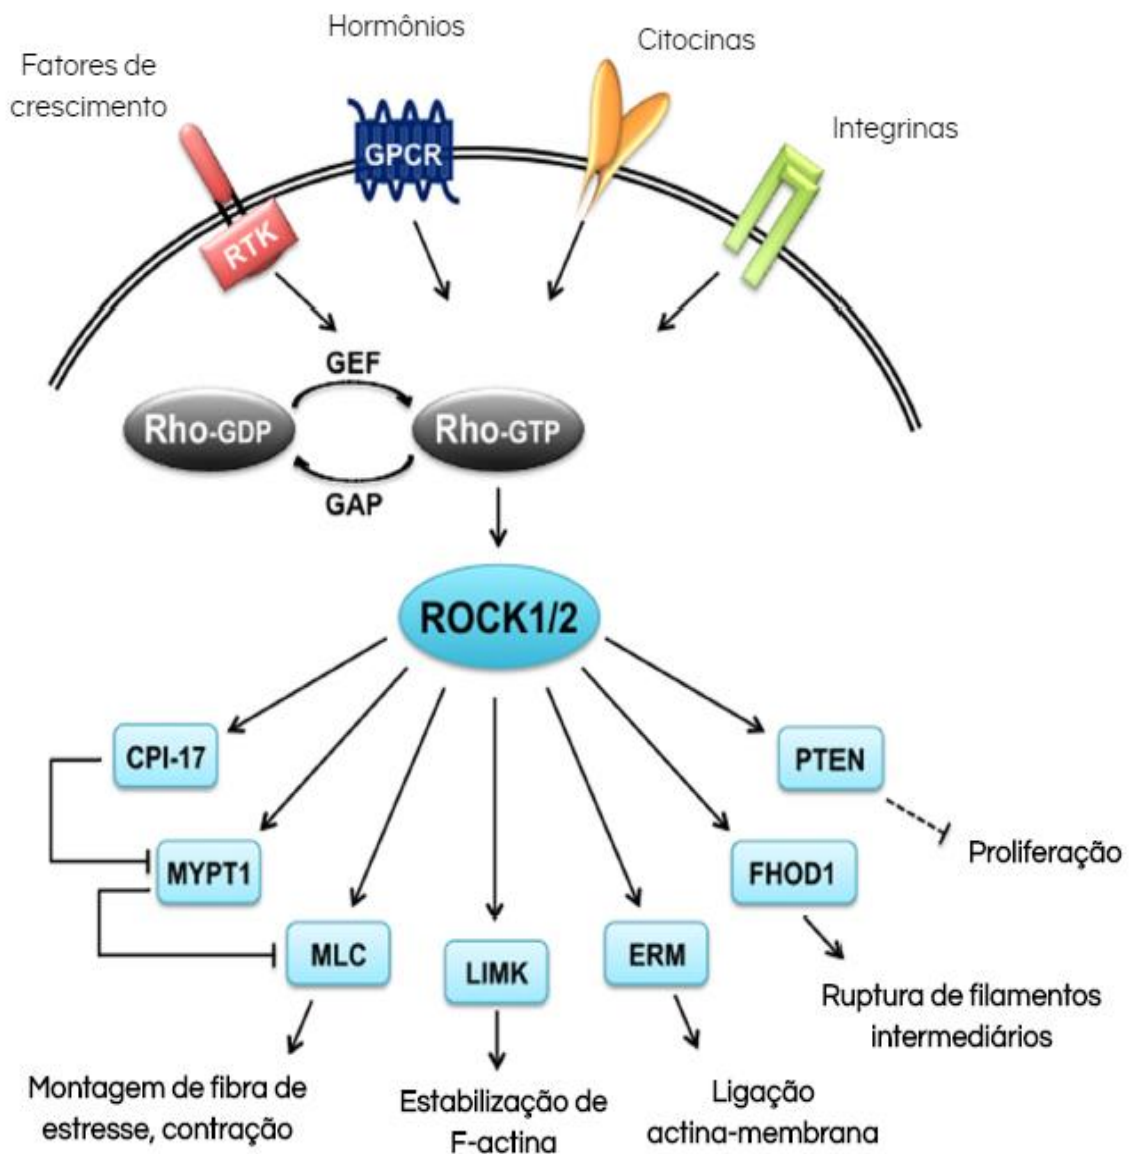 Hormônios
Citocinas
Fatores de
crescimento
Integrinas
GPCR
RTK
GEF
Rho-GDP
Rho-GTP
GAP
ROCK1/2
CPI-17
PTEN
MYPT1
FHOD1
Proliferação
MLC
LIMK
ERM
Ruptura de filamentos
intermediários
Montagem de fibra de
estresse, contração
Estabilização de
F-actina
Ligação
actina-membrana